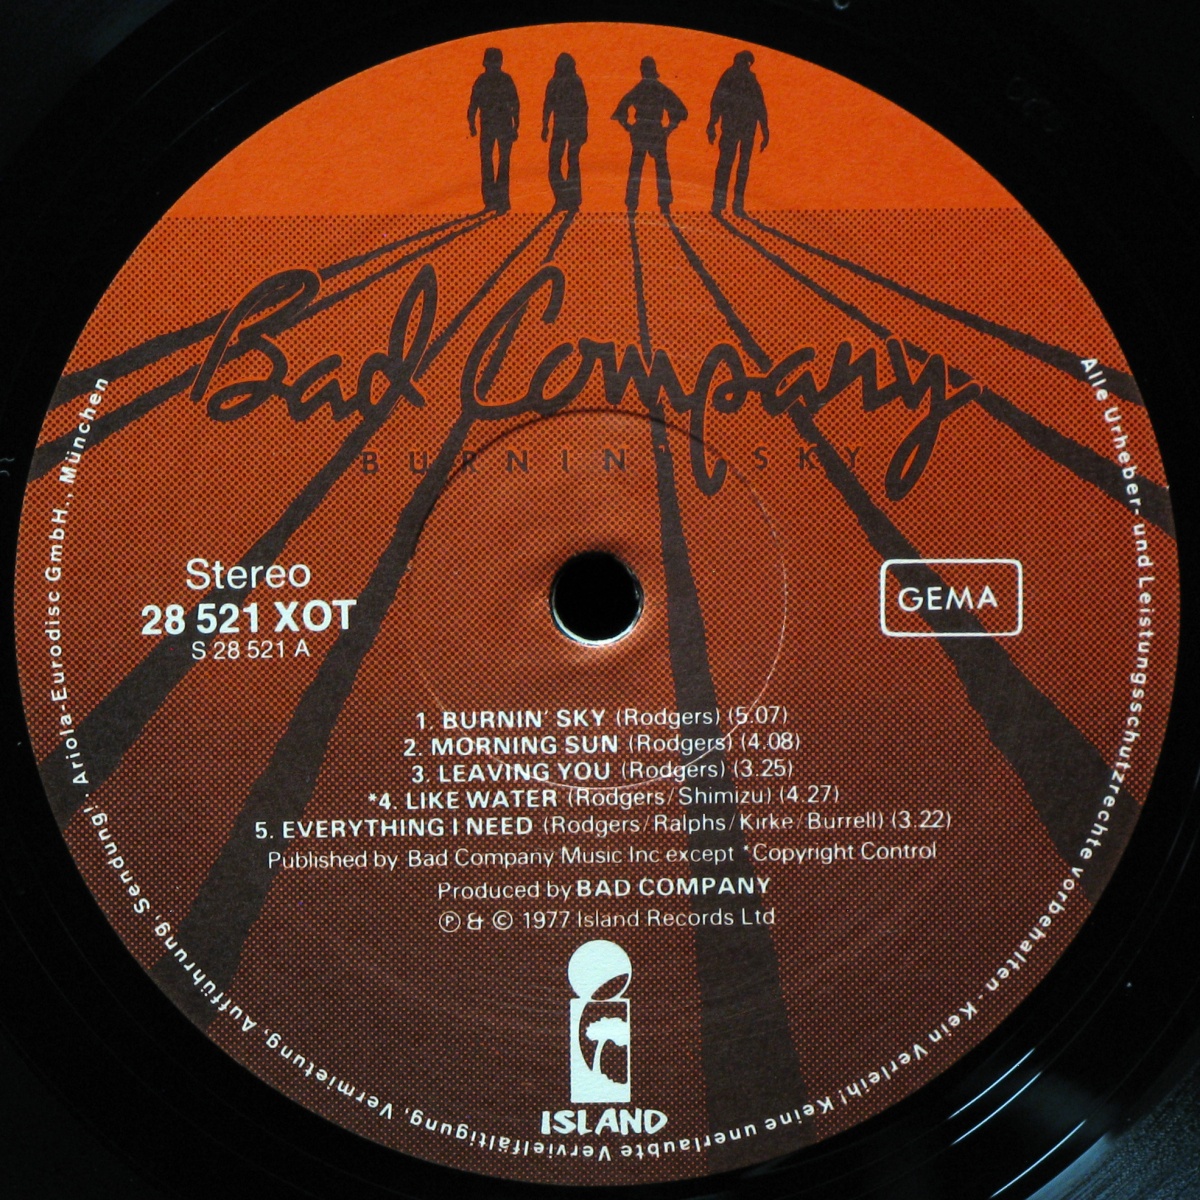 Bad Company
BURNIN' SKY
Stereo
28 521 XOT
S 28 521 A
GEMA
1. BURNIN' SKY (Rodgers) (5.07)
2. MORNING SUN (Rodgers) (4.08)
3. LEAVING YOU (Rodgers) (3.25)
*4. LIKE WATER (Rodgers/Shimizu) (4.27)
5. EVERYTHING I NEED (Rodgers/Ralphs/Kirke/Burrell) (3.22)
Published by Bad Company Music Inc except *Copyright Control
Produced by BAD COMPANY
℗ & © 1977 Island Records Ltd
ISLAND
Alle Urheber- und Leistungsschutzrechte vorbehalten · Kein Verleih! Keine unerlaubte Vervielfältigung, Vermietung, Aufführung, Sendung! · Ariola-Eurodisc GmbH., München